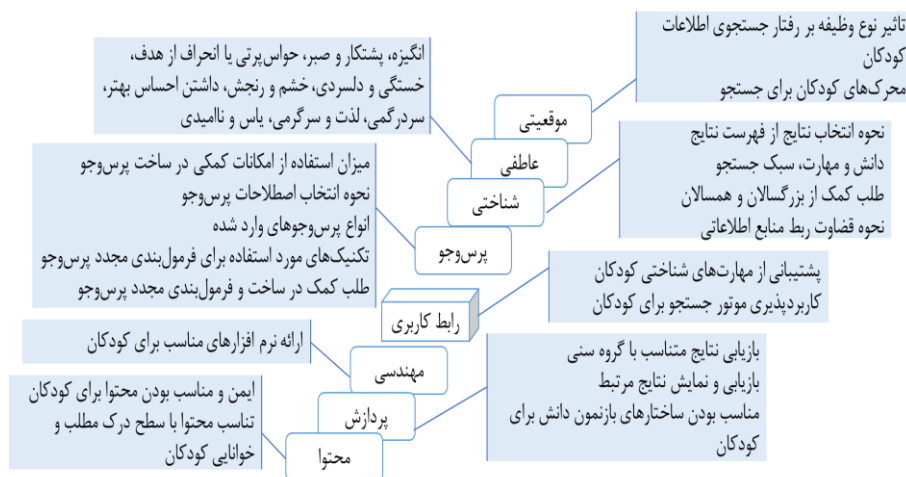 تاثیر نوع وظیفه بر رفتار جستجوی اطلاعات
کودکان
محرک‌های کودکان برای جستجو
موقعیتی
انگیزه، پشتکار و صبر، حواس‌پرتی یا انحراف از هدف،
خستگی و دلسردی، خشم و رنجش، داشتن احساس بهتر،
سردرگمی، لذت و سرگرمی، یاس و ناامیدی
عاطفی
نحوه انتخاب نتایج از فهرست نتایج
دانش و مهارت، سبک جستجو
طلب کمک از بزرگسالان و همسالان
نحوه قضاوت ربط منابع اطلاعاتی
شناختی
میزان استفاده از امکانات کمکی در ساخت پرس‌وجو
نحوه انتخاب اصطلاحات پرس‌وجو
انواع پرس‌وجوهای وارد شده
تکنیک‌های مورد استفاده برای فرمول‌بندی مجدد پرس‌وجو
طلب کمک در ساخت و فرمول‌بندی مجدد پرس‌وجو
پرس‌وجو
پشتیبانی از مهارت‌های شناختی کودکان
کاربردپذیری موتور جستجو برای کودکان
رابط کاربری
ارائه نرم افزارهای مناسب برای کودکان
مهندسی
بازیابی نتایج متناسب با گروه سنی
بازیابی و نمایش نتایج مرتبط
مناسب بودن ساختارهای بازنمون دانش برای
کودکان
پردازش
ایمن و مناسب بودن محتوا برای کودکان
تناسب محتوا با سطح درک مطلب و
خوانایی کودکان
محتوا